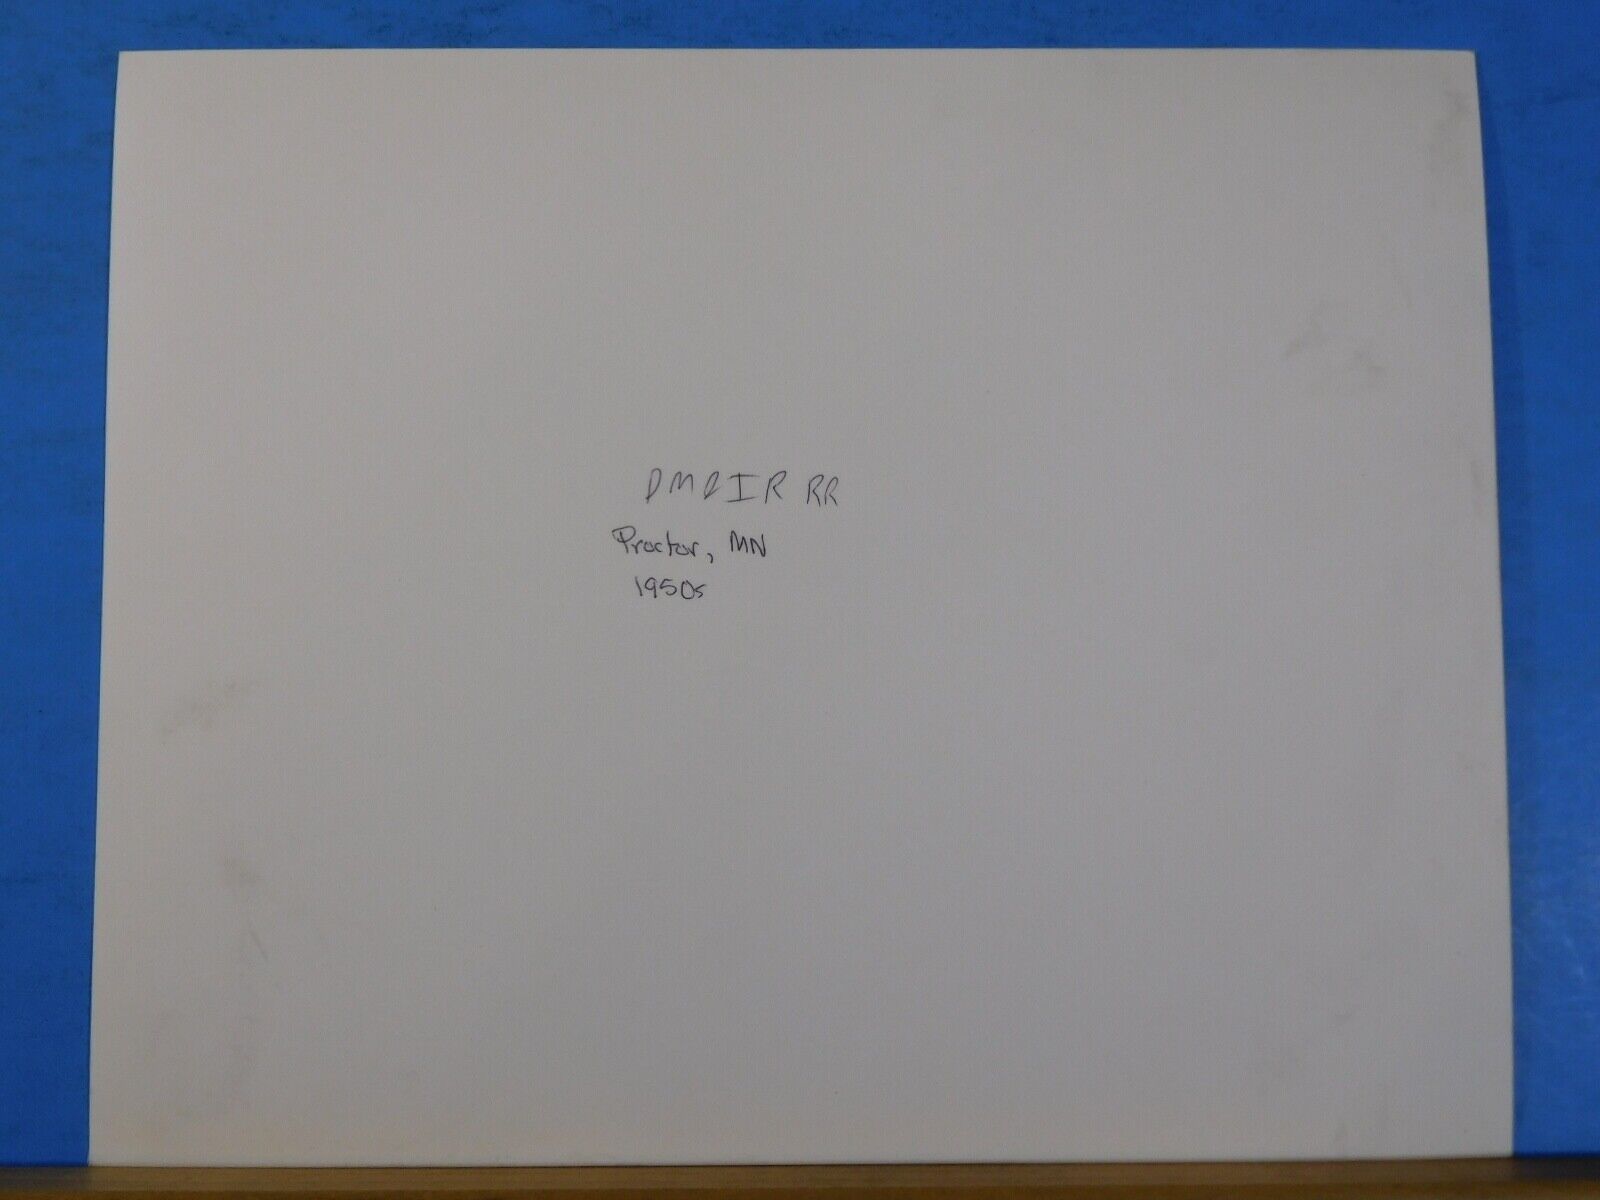 DM&IR RR
Proctor, MN
1950s